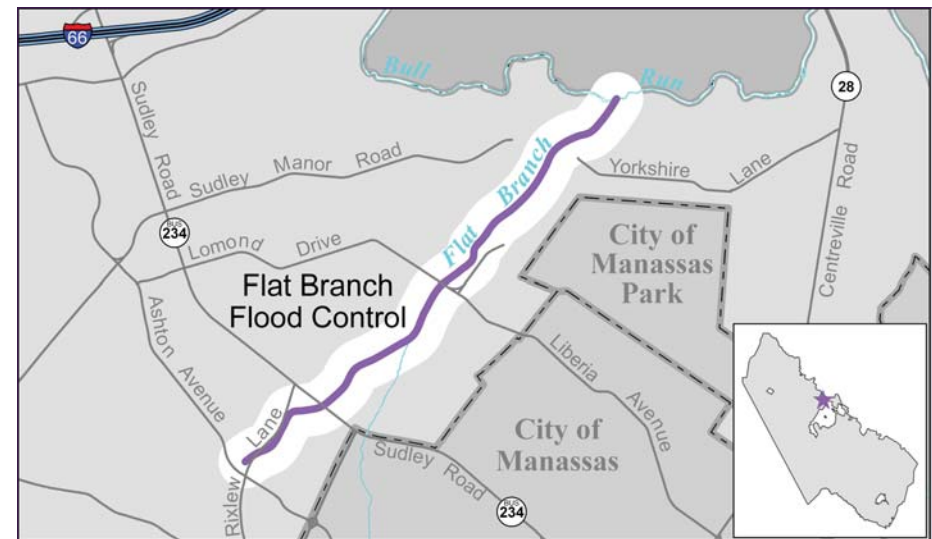 66
Bull
Run
28
Sudley Road
Sudley Manor Road
Yorkshire Lane
Centreville Road
Flat Branch
BUS
234
Lomond Drive
City of
Manassas
Park
Flat Branch
Flood Control
Ashton Avenue
Liberia Avenue
Rixlew Lane
City of
Manassas
Sudley Road
BUS
234